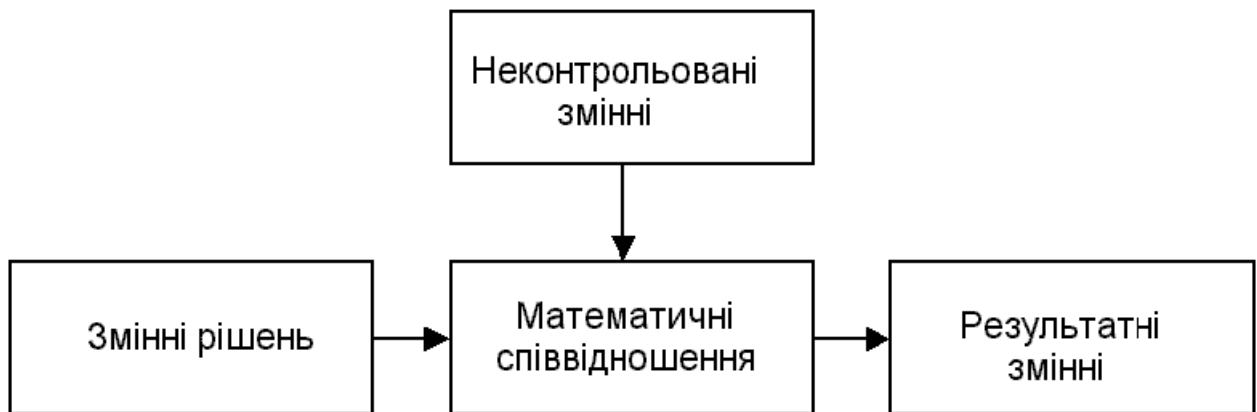 Неконтрольовані
змінні
Змінні рішень
Математичні
співвідношення
Результатні
змінні